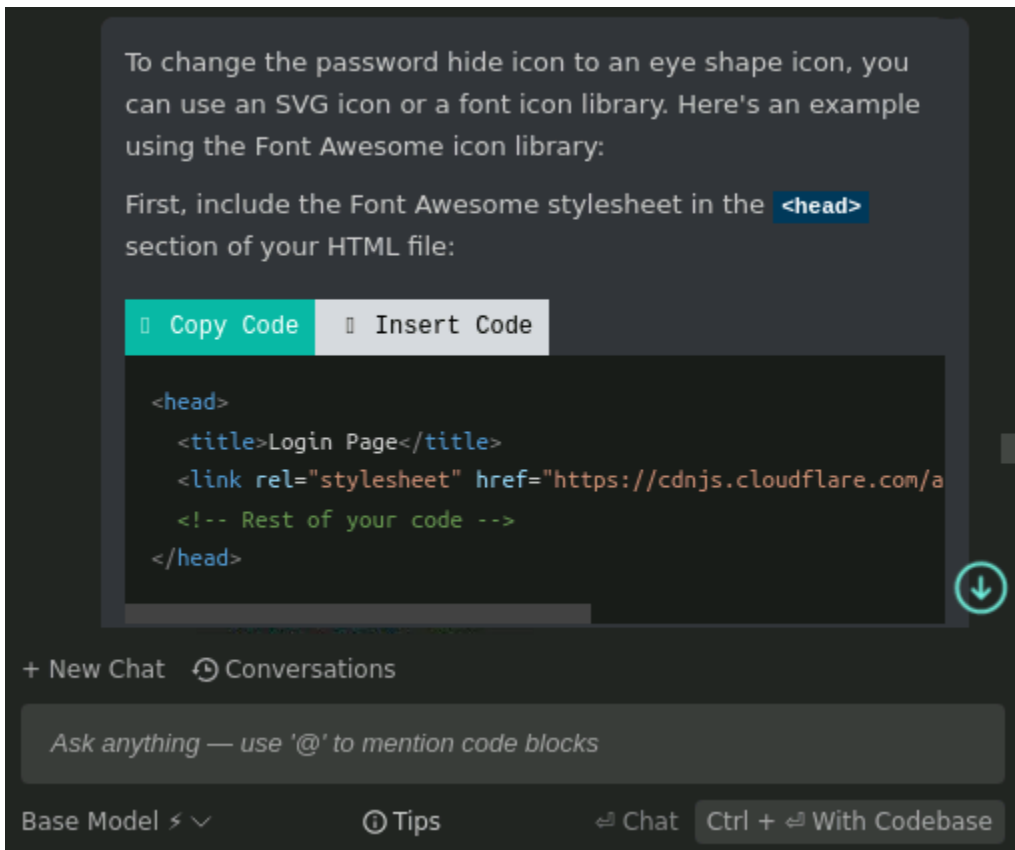 To change the password hide icon to an eye shape icon, you
can use an SVG icon or a font icon library. Here's an example
using the Font Awesome icon library:
First, include the Font Awesome stylesheet in the <head>
section of your HTML file:
Copy Code Insert Code
<head>
<title>Login Page</title>
<link rel="stylesheet" href="https://cdnjs.cloudflare.com/a
<!-- Rest of your code -->
</head>
+ New Chat Conversations
Ask anything — use '@' to mention code blocks
Base Model ⚡ Tips ⏎ Chat Ctrl + ⏎ With Codebase